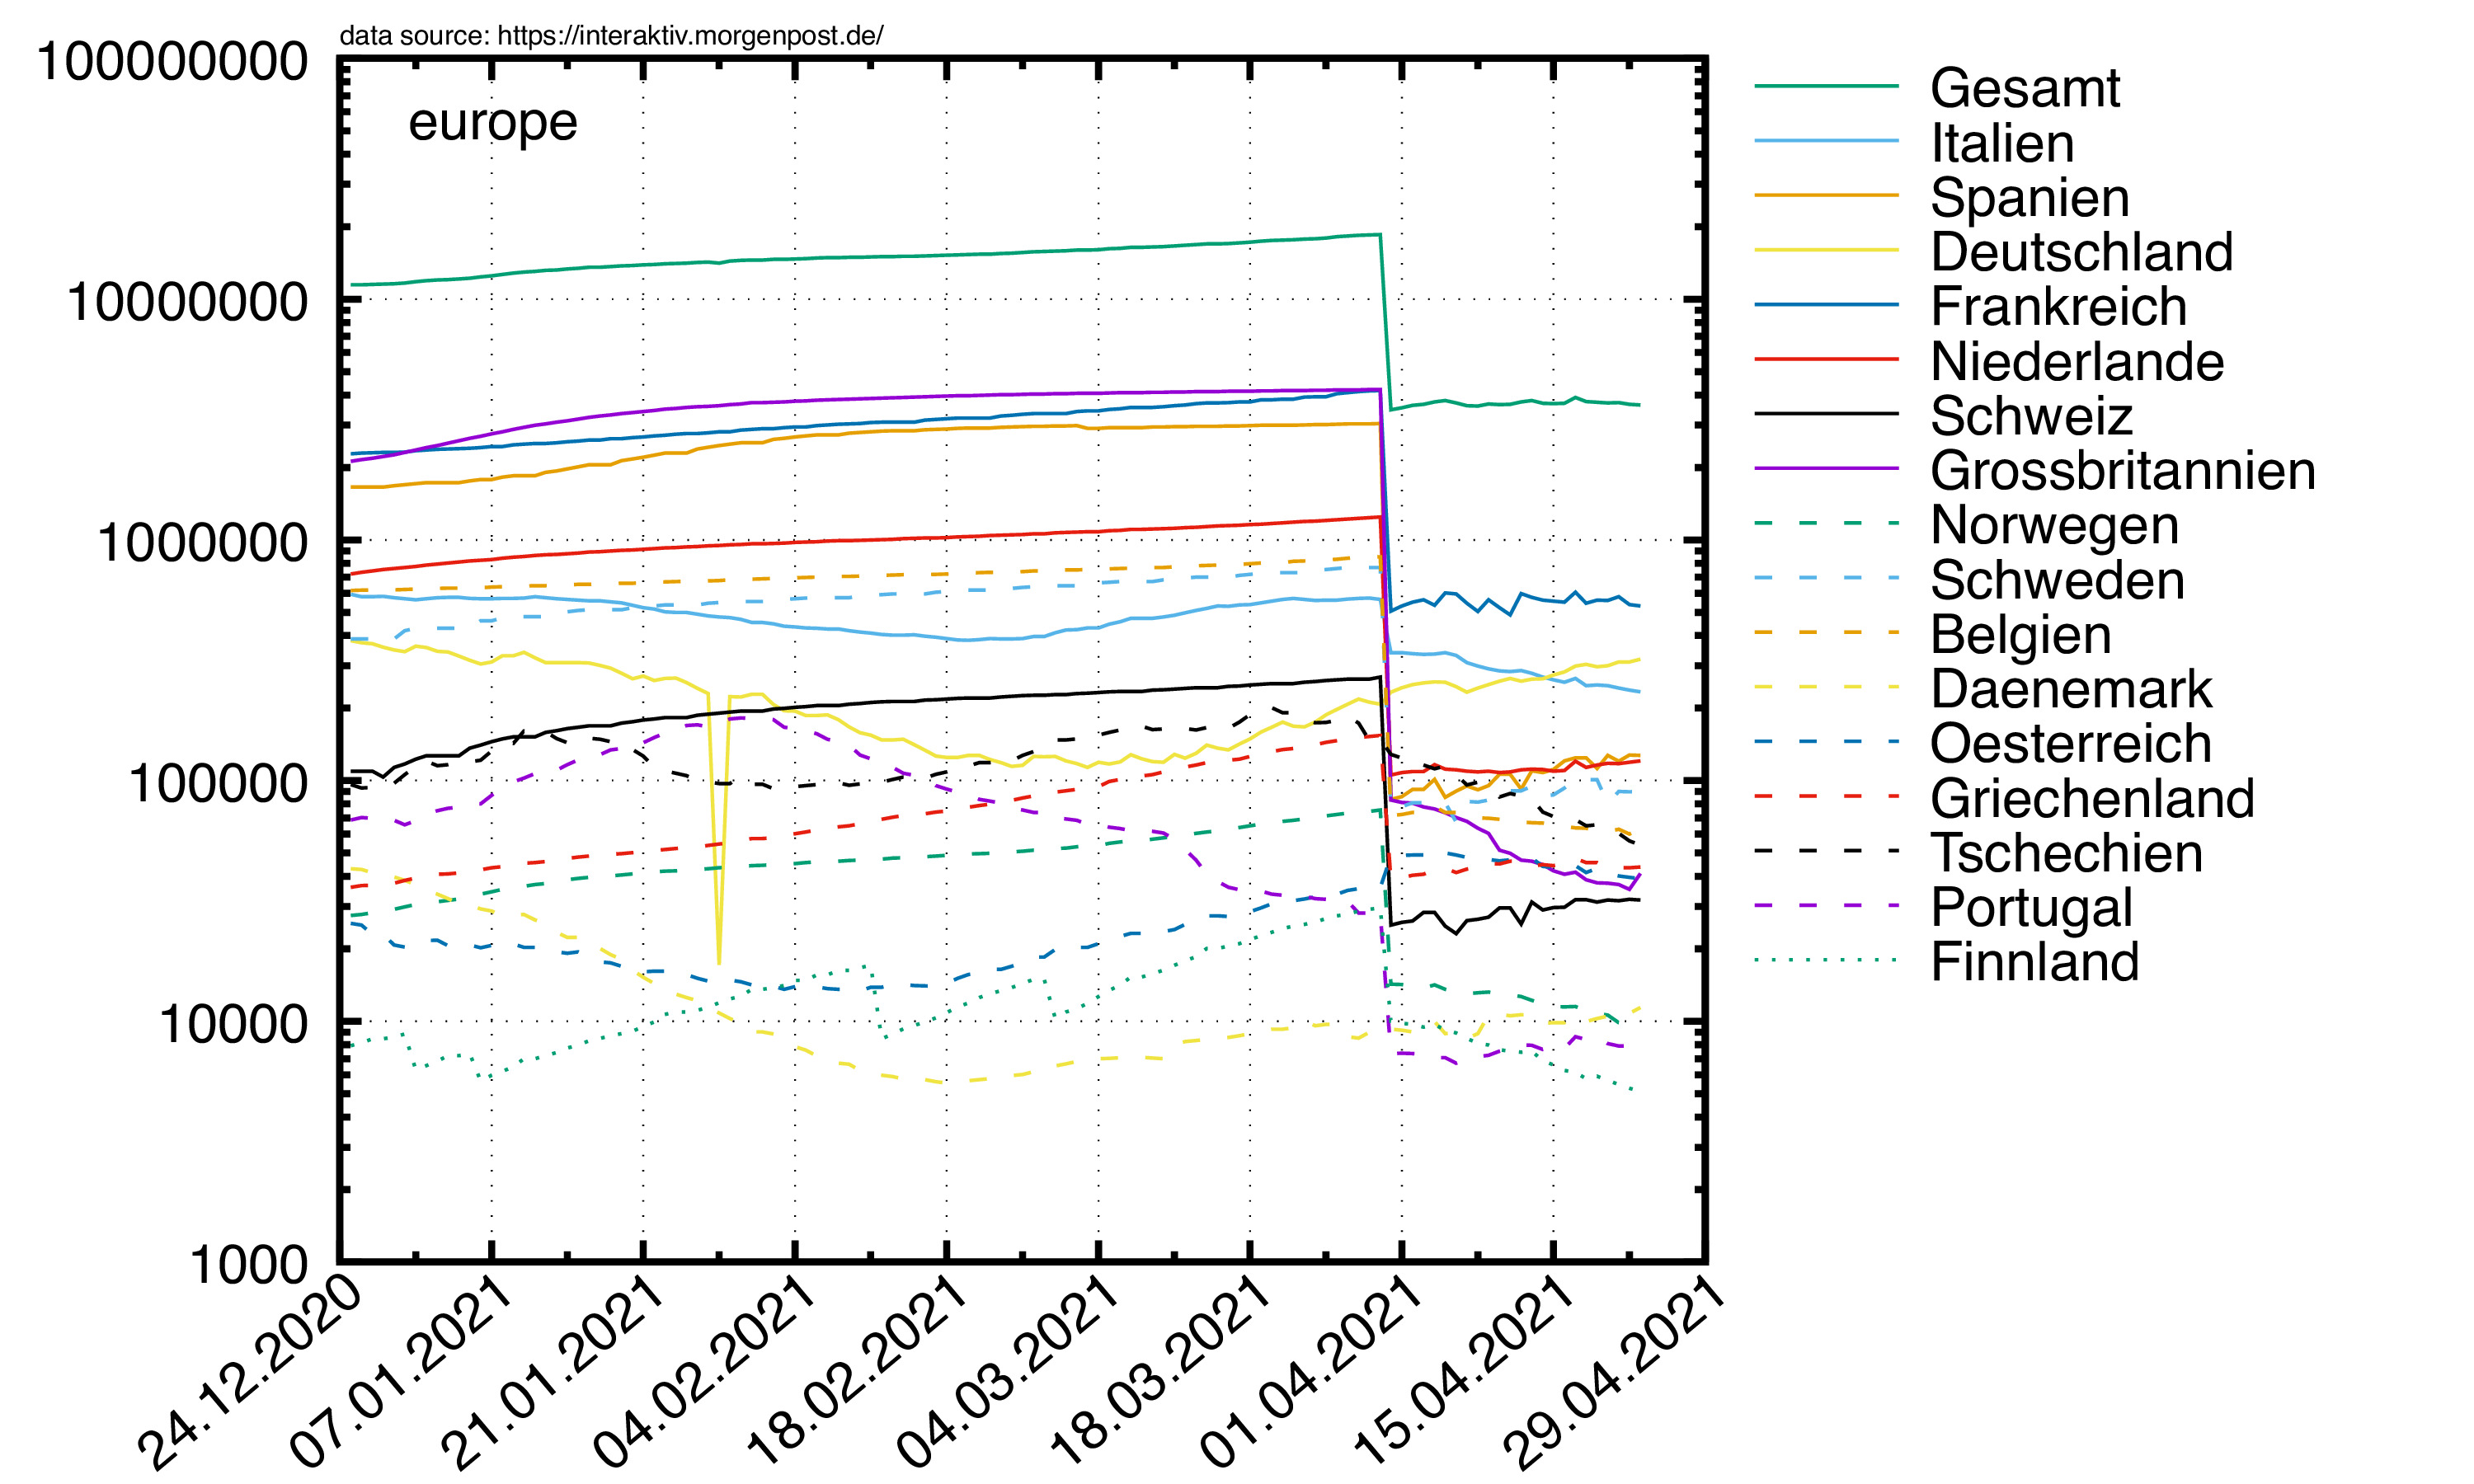 data source: https://interaktiv.morgenpost.de/
europe
100000000
10000000
1000000
100000
10000
1000
24.12.2020
07.01.2021
21.01.2021
04.02.2021
18.02.2021
04.03.2021
18.03.2021
01.04.2021
15.04.2021
29.04.2021
Gesamt
Italien
Spanien
Deutschland
Frankreich
Niederlande
Schweiz
Grossbritannien
Norwegen
Schweden
Belgien
Daenemark
Oesterreich
Griechenland
Tschechien
Portugal
Finnland